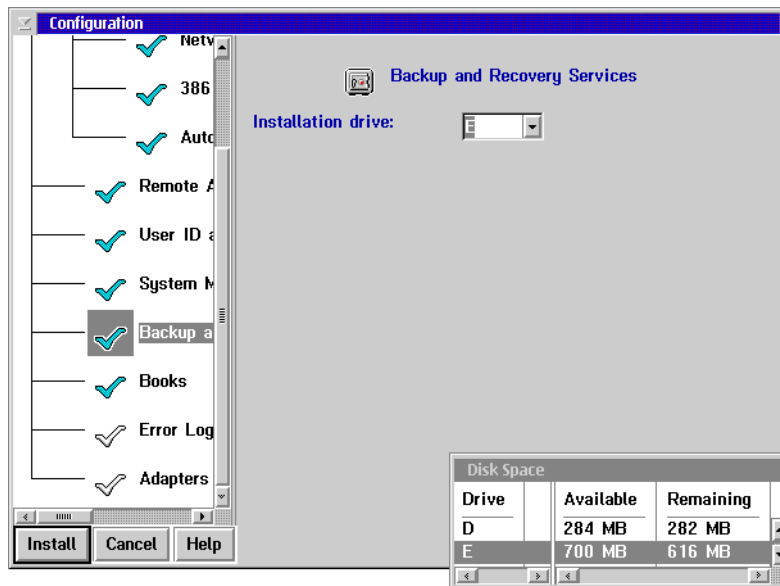 Configuration
Netv
386
Auto
Remote A
User ID a
System M
Backup a
Books
Error Log
Adapters
Install Cancel Help
Backup and Recovery Services
Installation drive: E
Disk Space
Drive Available Remaining
D 284 MB 282 MB
E 700 MB 616 MB